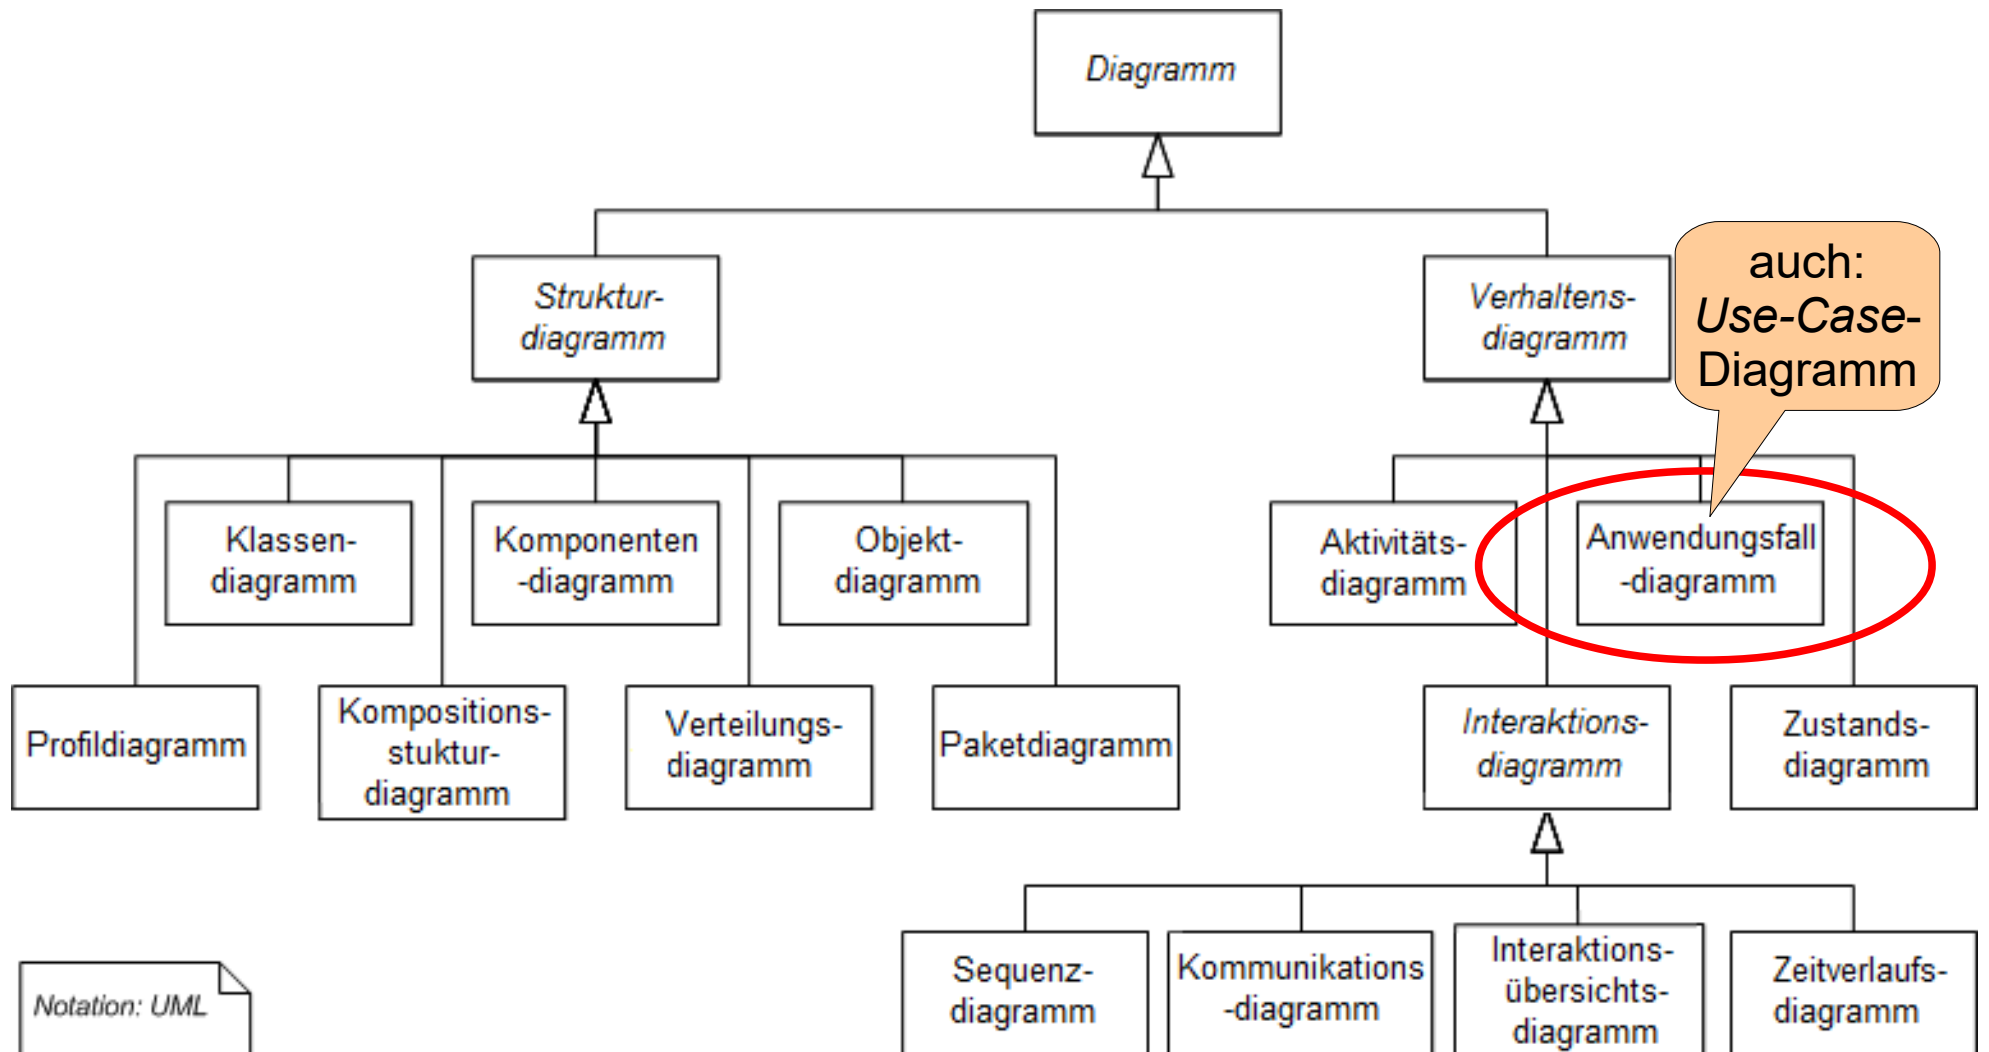 Diagramm
Struktur-
diagramm
Verhaltens-
diagramm
auch:
Use-Case-
Diagramm
Klassen-
diagramm
Komponenten
-diagramm
Objekt-
diagramm
Aktivitäts-
diagramm
Anwendungsfall
-diagramm
Profildiagramm
Kompositions-
stuktur-
diagramm
Verteilungs-
diagramm
Paketdiagramm
Interaktions-
diagramm
Zustands-
diagramm
Sequenz-
diagramm
Kommunikations
-diagramm
Interaktions-
übersichts-
diagramm
Zeitverlaufs-
diagramm
Notation: UML